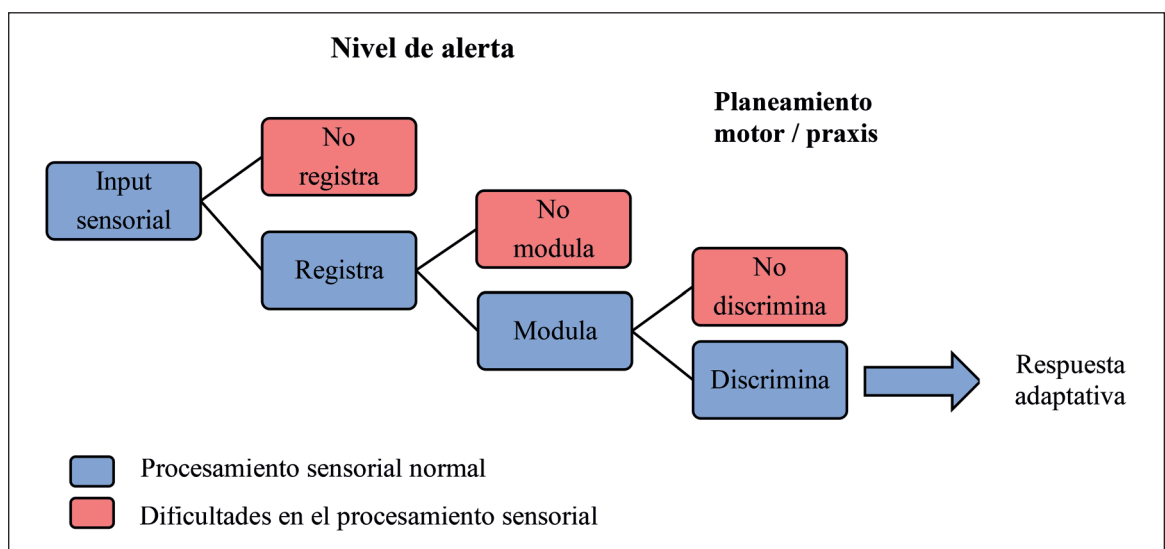 Nivel de alerta
Planeamiento
motor / praxis
Input
sensorial
No
registra
Registra
No
modula
Modula
No
discrimina
Discrimina
Respuesta
adaptativa
Procesamiento sensorial normal
Dificultades en el procesamiento sensorial